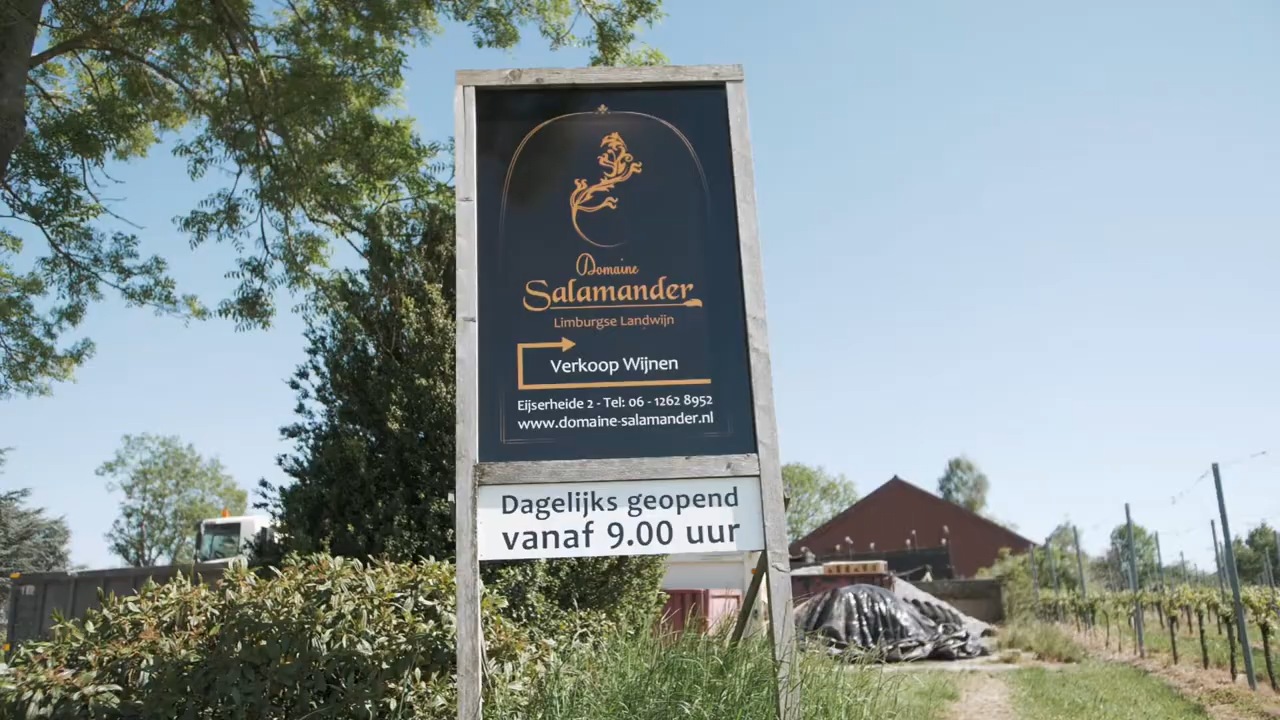 Domaine
Salamander
Limburgse Landwijn
Verkoop Wijnen
Eijserheide 2 - Tel: 06 - 1262 8952
www.domaine-salamander.nl
Dagelijks geopend
vanaf 9.00 uur